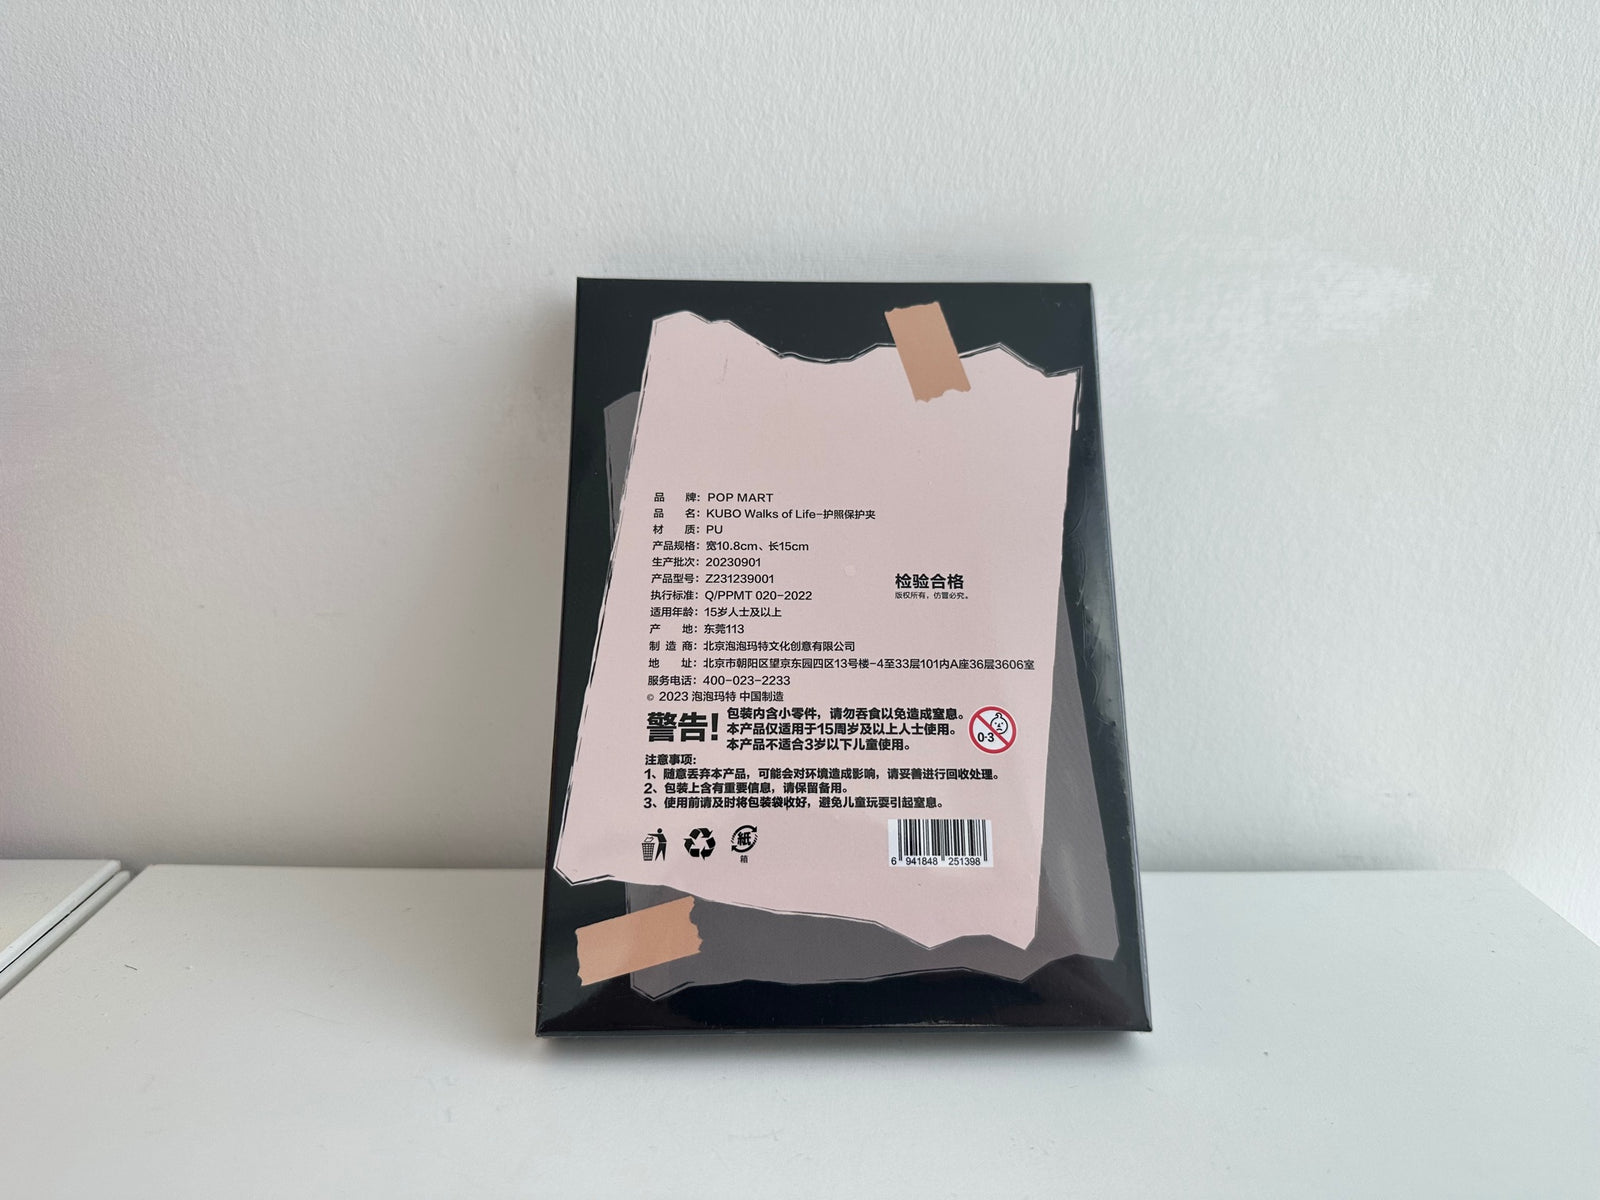 品 牌：POP MART
品 名：KUBO Walks of Life-护照保护夹
材 质：PU
产品规格：宽10.8cm、长15cm
生产批次：20230901
产品型号：Z231239001
执行标准：Q/PPMT 020-2022
适用年龄：15岁人士及以上
产 地：东莞113
制 造 商：北京泡泡玛特文化创意有限公司
地 址：北京市朝阳区望京东园四区13号楼-4至33层101内A座36层3606室
服务电话：400-023-2233
© 2023 泡泡玛特 中国制造
检验合格
版权所有，仿冒必究。
警告！
包装内含小零件，请勿吞食以免造成窒息。
本产品仅适用于15周岁及以上人士使用。
本产品不适合3岁以下儿童使用。
0-3
注意事项：
1、随意丢弃本产品，可能会对环境造成影响，请妥善进行回收处理。
2、包装上含有重要信息，请保留备用。
3、使用前请及时将包装袋收好，避免儿童玩耍引起窒息。
紙
箱
6 941848 251398